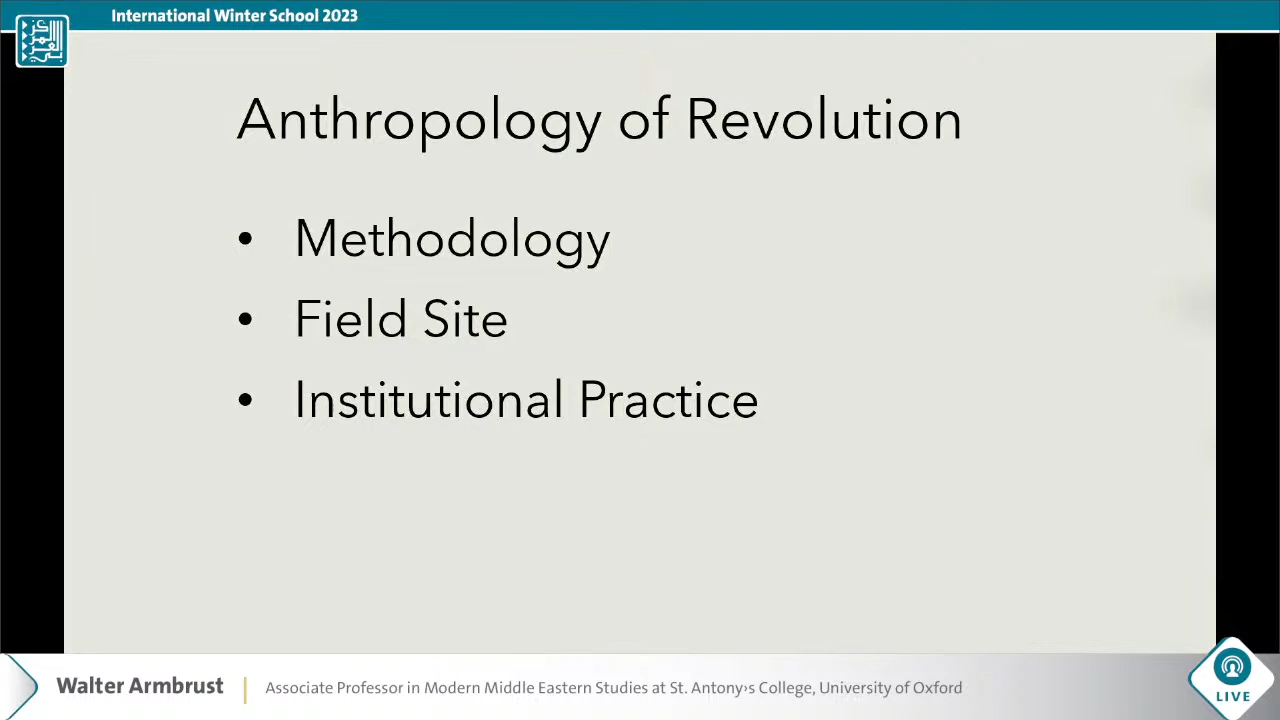 International Winter School 2023
Anthropology of Revolution
• Methodology
• Field Site
• Institutional Practice
Walter Armbrust
Associate Professor in Modern Middle Eastern Studies at St. Antony›s College, University of Oxford
LIVE